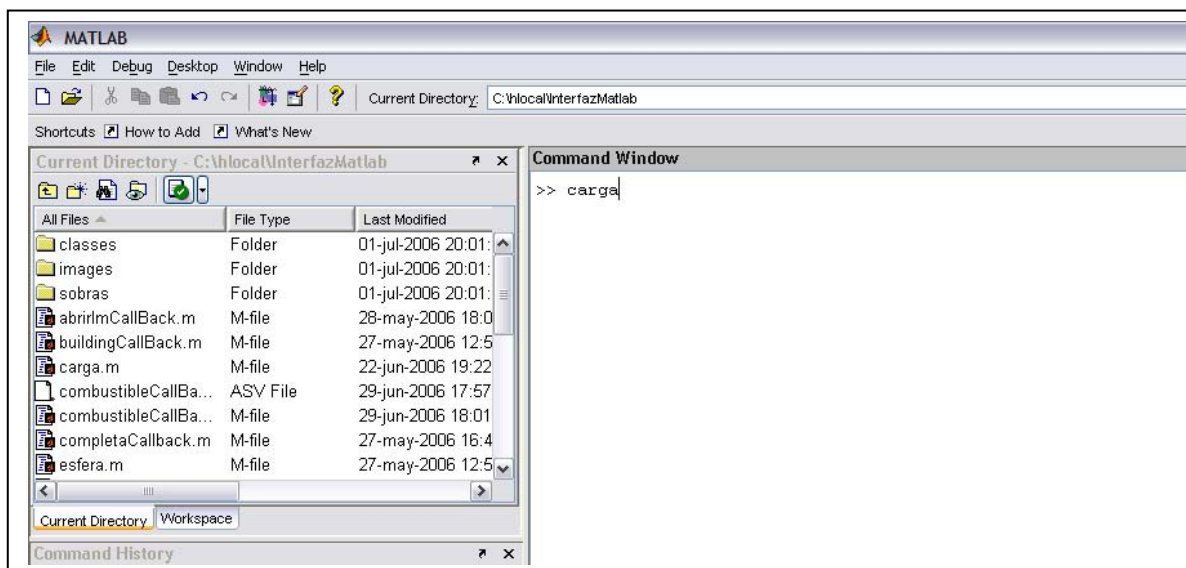 MATLAB
File Edit Debug Desktop Window Help
Current Directory: C:\hlocal\InterfazMatlab
Shortcuts How to Add What's New
Current Directory - C:\hlocal\InterfazMatlab
All Files File Type Last Modified
classes Folder 01-jul-2006 20:01:
images Folder 01-jul-2006 20:01:
sobras Folder 01-jul-2006 20:01:
abrirImCallBack.m M-file 28-may-2006 18:0
buildingCallBack.m M-file 27-may-2006 12:5
carga.m M-file 22-jun-2006 19:22
combustibleCallBa... ASV File 29-jun-2006 17:57
combustibleCallBa... M-file 29-jun-2006 18:01
completaCallback.m M-file 27-may-2006 16:4
esfera.m M-file 27-may-2006 12:5
Current Directory Workspace
Command History
Command Window
>> carga